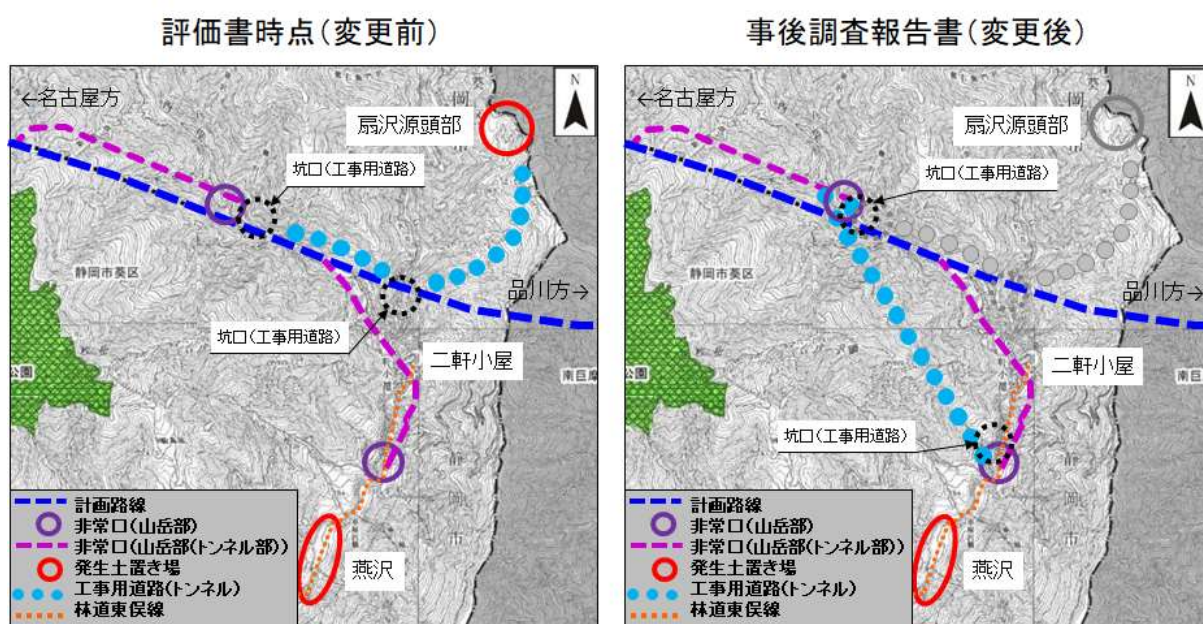 評価書時点(変更前)
←名古屋方
扇沢源頭部
N
坑口(工事用道路)
静岡市葵区
品川方→
坑口(工事用道路)
二軒小屋
公園
燕沢
計画路線
非常口(山岳部)
非常口(山岳部(トンネル部))
発生土置き場
工事用道路(トンネル)
林道東俣線
事後調査報告書(変更後)
←名古屋方
扇沢源頭部
N
坑口(工事用道路)
静岡市葵区
品川方→
二軒小屋
公園
南巨摩
坑口(工事用道路)
燕沢
計画路線
非常口(山岳部)
非常口(山岳部(トンネル部))
発生土置き場
工事用道路(トンネル)
林道東俣線